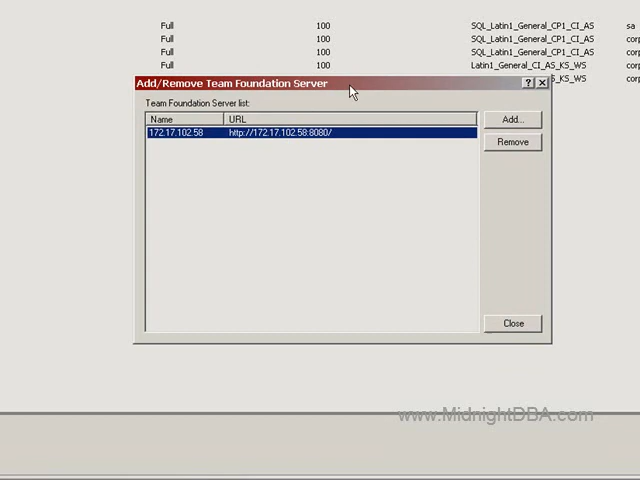 Full 100 SQL_Latin1_General_CP1_CI_AS sa
Full 100 SQL_Latin1_General_CP1_CI_AS corp
Full 100 SQL_Latin1_General_CP1_CI_AS corp
Full 100 Latin1_General_CI_AS_KS_WS corp
_KS_WS corp
Add/Remove Team Foundation Server
Team Foundation Server list:
Name URL Add...
172.17.102.58 http://172.17.102.58:8080/
Remove
Close
www.MidnightDBA.com